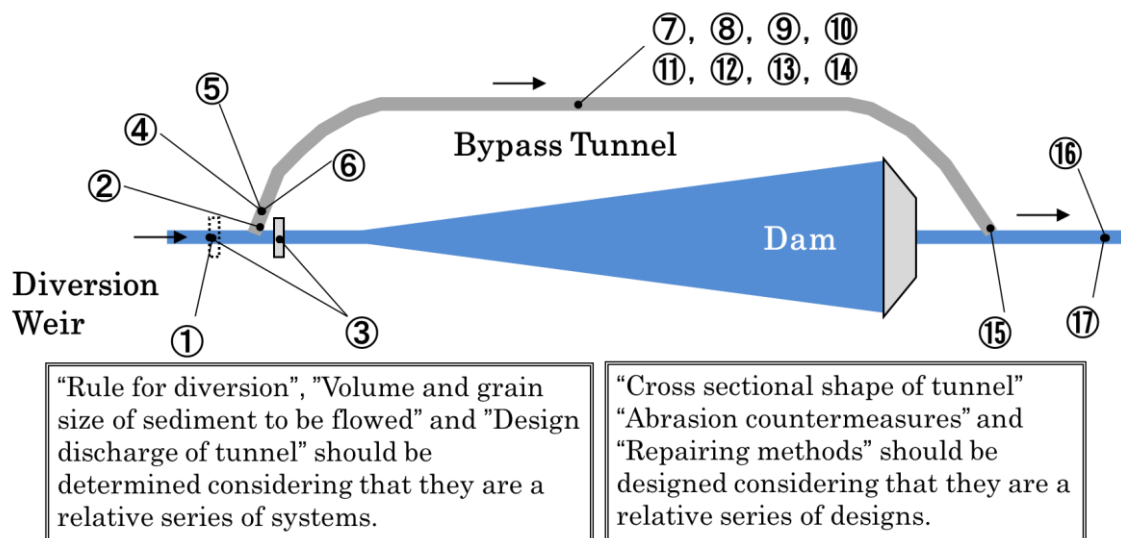 ⑦, ⑧, ⑨, ⑩
⑪, ⑫, ⑬, ⑭
⑤
④
⑥
②
Bypass Tunnel
⑯
Dam
Diversion
Weir
①
③
⑮
⑰
“Rule for diversion”, ”Volume and grain
size of sediment to be flowed” and ”Design
discharge of tunnel” should be
determined considering that they are a
relative series of systems.
“Cross sectional shape of tunnel”
“Abrasion countermeasures” and
“Repairing methods” should be
designed considering that they are a
relative series of designs.